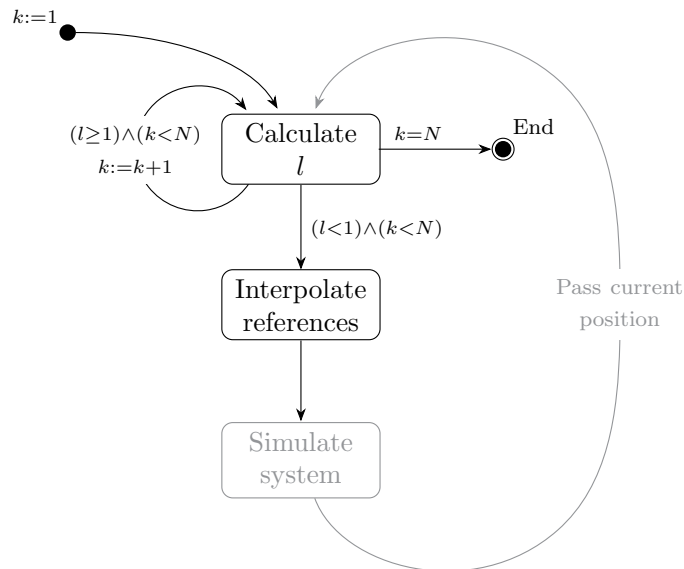 k:=1
(l≥1)∧(k<N)
k:=k+1
Calculate
l
k=N
End
(l<1)∧(k<N)
Interpolate
references
Pass current
position
Simulate
system